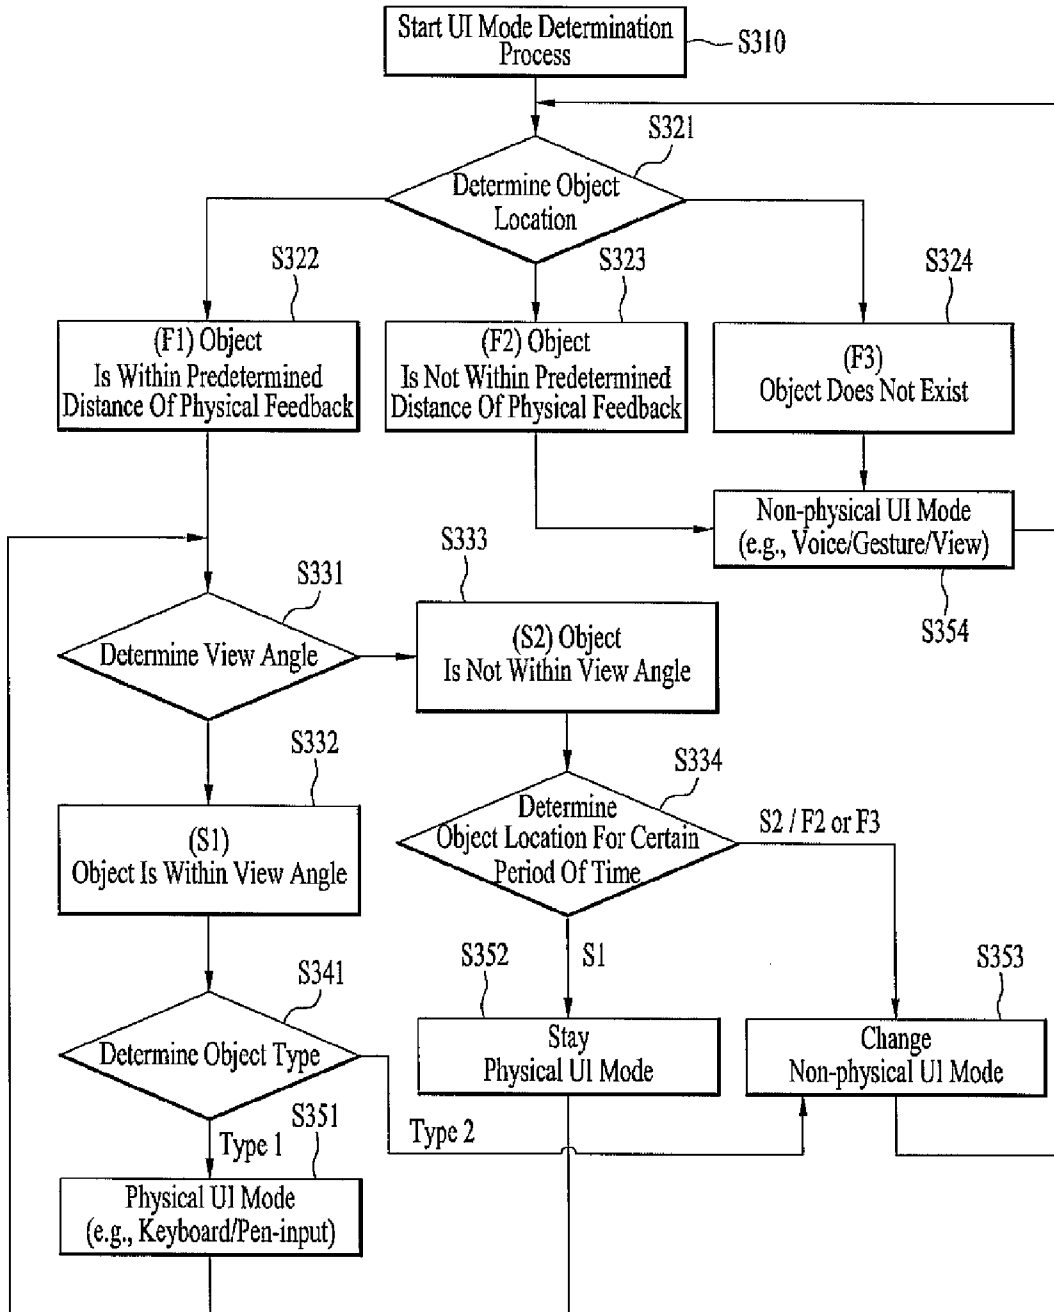 Start UI Mode Determination
Process
S310
S321
Determine Object
Location
S322
S323
S324
(F1) Object
Is Within Predetermined
Distance Of Physical Feedback
(F2) Object
Is Not Within Predetermined
Distance Of Physical Feedback
(F3)
Object Does Not Exist
Non-physical UI Mode
(e.g., Voice/Gesture/View)
S354
S331
Determine View Angle
S333
(S2) Object
Is Not Within View Angle
S332
(S1)
Object Is Within View Angle
S334
Determine
Object Location For Certain
Period Of Time
S2 / F2 or F3
S1
S341
Determine Object Type
S352
Stay
Physical UI Mode
S353
Change
Non-physical UI Mode
Type 1
Type 2
S351
Physical UI Mode
(e.g., Keyboard/Pen-input)